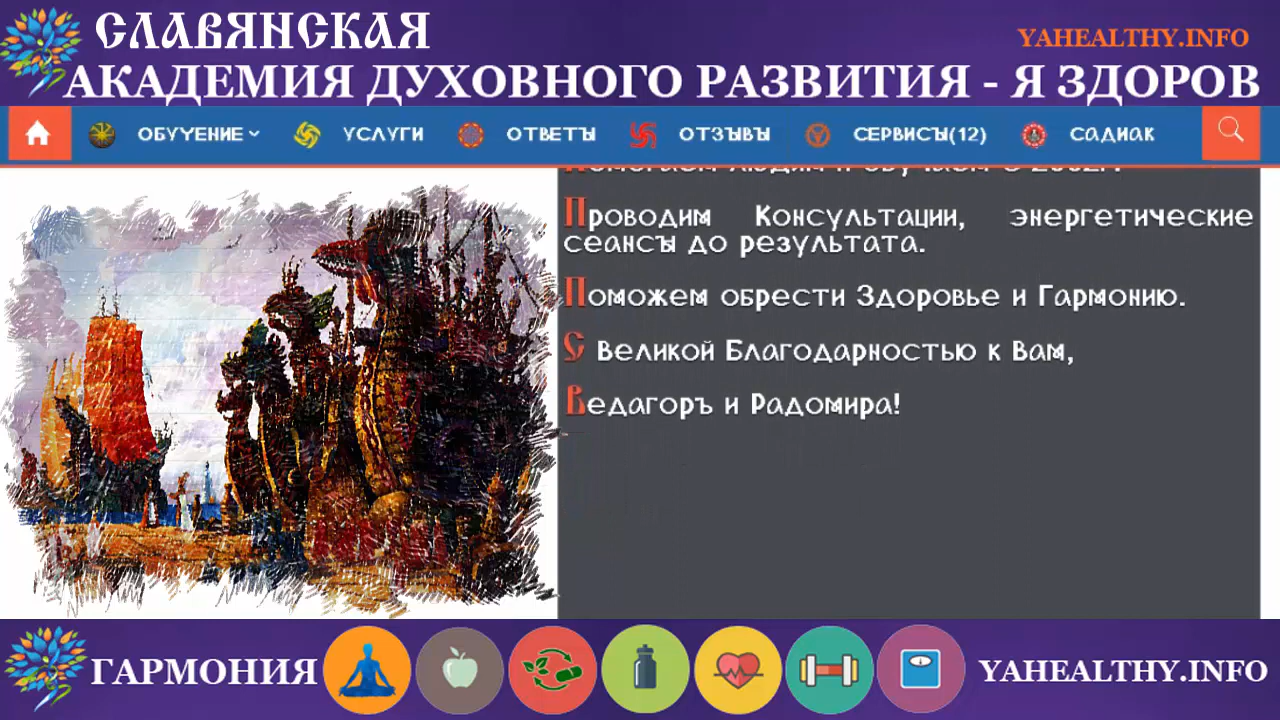 СЛАВЯНСКАЯ
YAHEALTHY.INFO
АКАДЕМИЯ ДУХОВНОГО РАЗВИТИЯ - Я ЗДОРОВ
ОБУЧЕНИЕ УСЛУГИ ОТВЕТЫ ОТЗЫВЫ СЕРВИСЫ(12) САДИАК
Проводим Консультации, энергетические
сеансы до результата.
Поможем обрести Здоровье и Гармонию.
С Великой Благодарностью к Вам,
Ведагоръ и Радомира!
ГАРМОНИЯ
YAHEALTHY.INFO